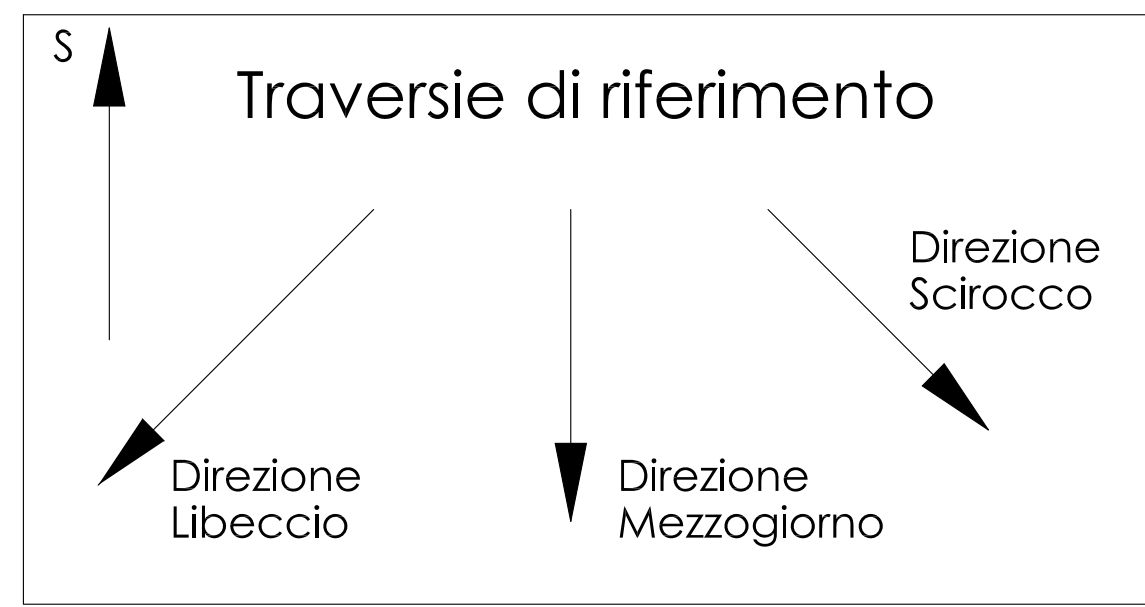 S
Traversie di riferimento
Direzione
Scirocco
Direzione
Libeccio
Direzione
Mezzogiorno